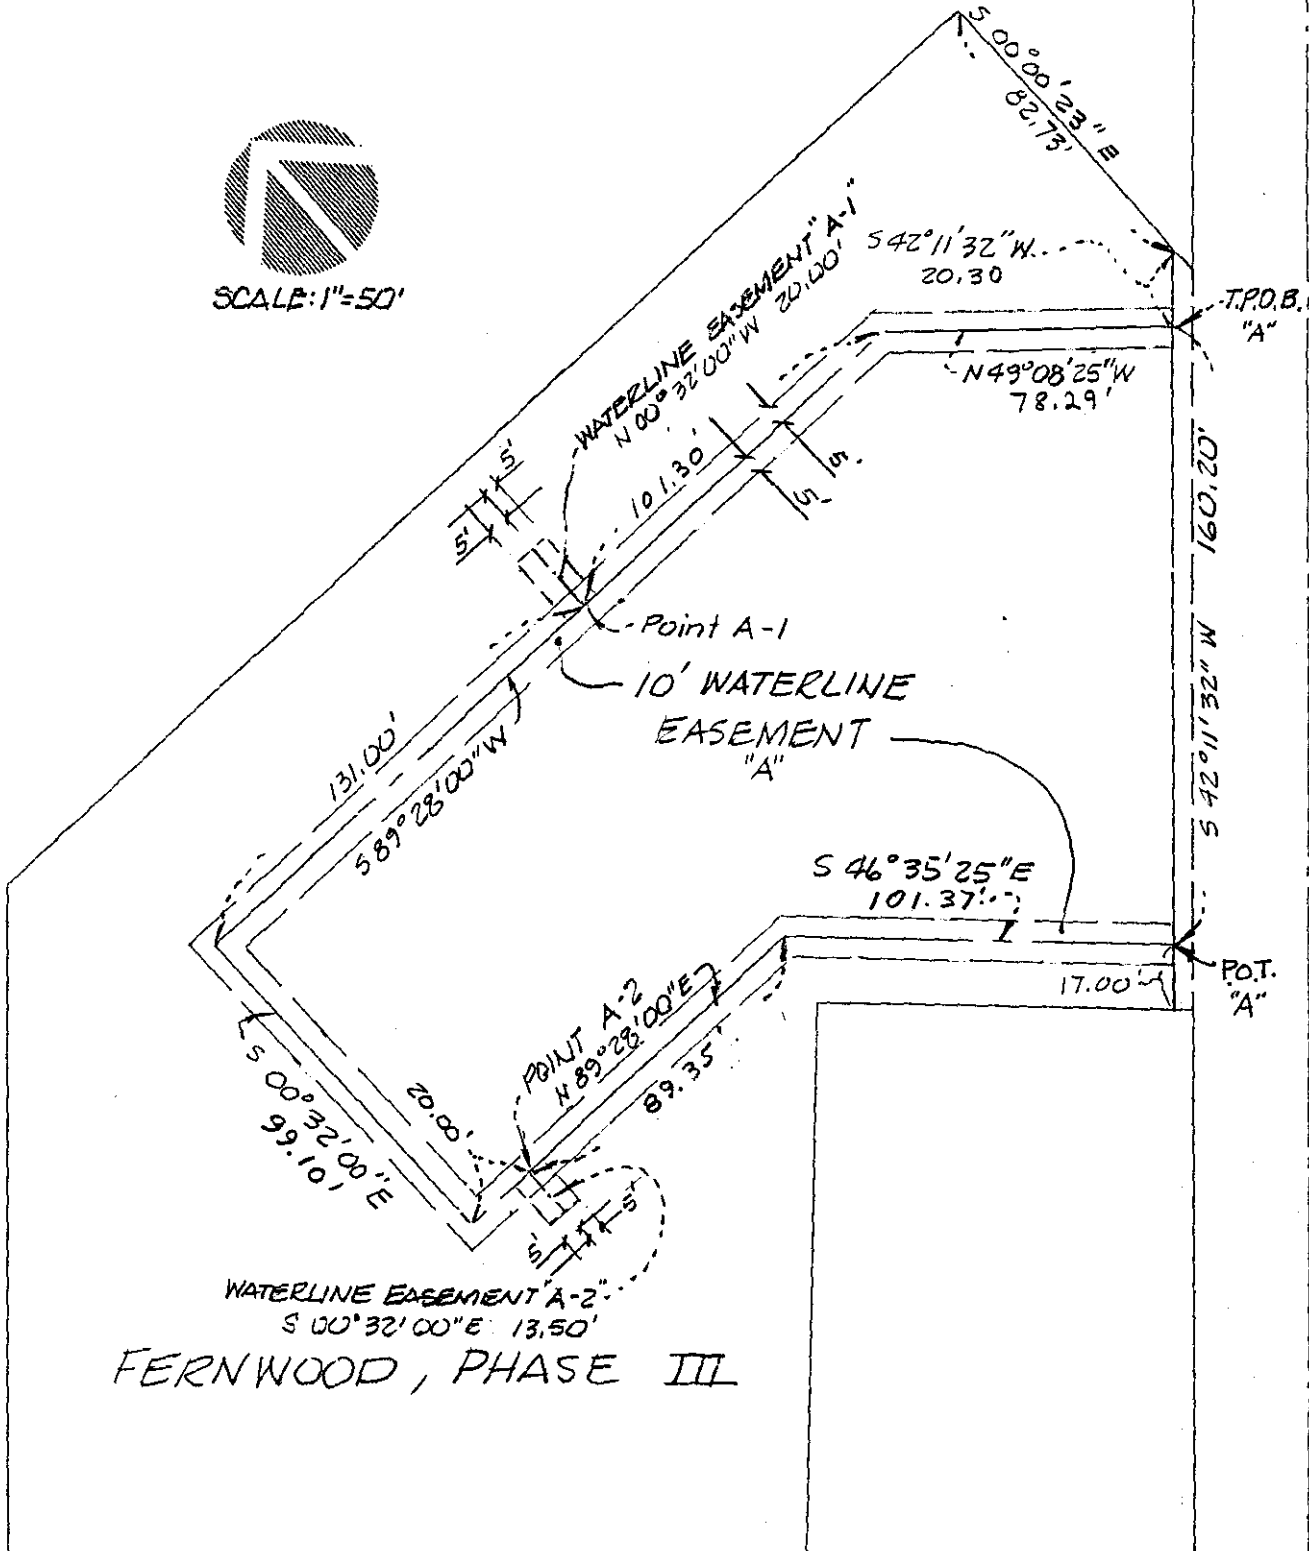 S 00°00'23" E
82.73'
SCALE: 1"=50'
WATERLINE EASEMENT "A-1"
N 00°32'00" W 20.00'
S 42°11'32" W
20.30
T.P.O.B.
"A"
N 49°08'25" W
78.29'
101.30'
5'
5'
5'
5'
160.20'
S 42°11'32" W
Point A-1
10' WATERLINE
EASEMENT
"A"
131.00'
S 89°28'00" W
S 46°35'25" E
101.37'
P.O.T.
"A"
17.00'
POINT A-2
N 89°28'00" E
89.35'
20.00'
S 00°32'00" E
99.10'
5'
5'
WATERLINE EASEMENT "A-2"
S 00°32'00" E 13.50'
FERNWOOD, PHASE III